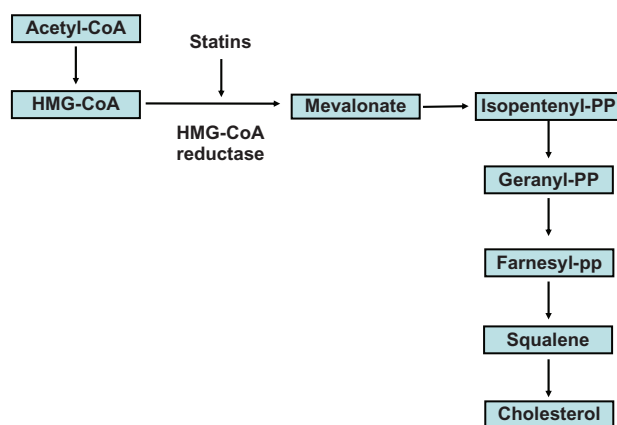 Acetyl-CoA
Statins
HMG-CoA
Mevalonate
Isopentenyl-PP
HMG-CoA
reductase
Geranyl-PP
Farnesyl-pp
Squalene
Cholesterol